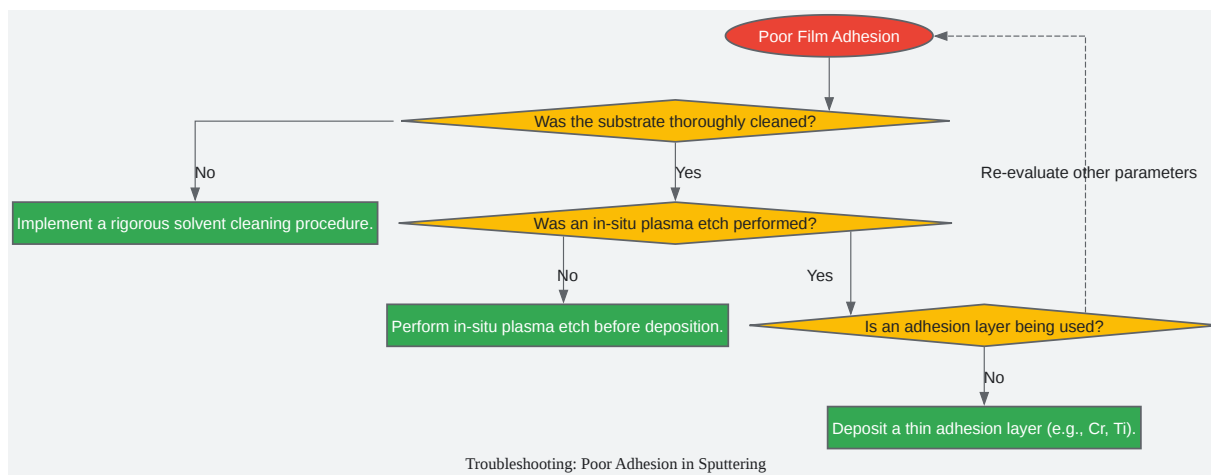 Poor Film Adhesion
Was the substrate thoroughly cleaned?
No
Yes
Re-evaluate other parameters
Implement a rigorous solvent cleaning procedure.
Was an in-situ plasma etch performed?
No
Yes
Perform in-situ plasma etch before deposition.
Is an adhesion layer being used?
No
Deposit a thin adhesion layer (e.g., Cr, Ti).
Troubleshooting: Poor Adhesion in Sputtering